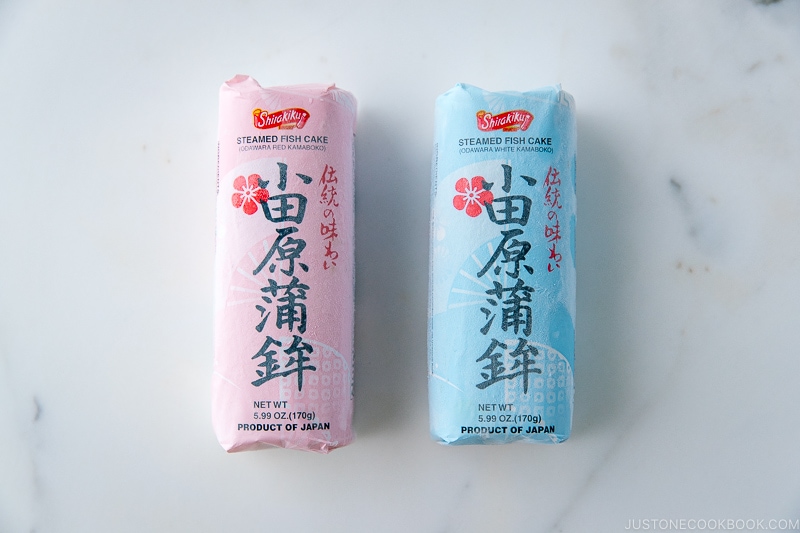 Shirakiku
STEAMED FISH CAKE
(ODAWARA RED KAMABOKO)
伝統の味わい
小田原蒲鉾
NET WT
5.99 OZ.(170g)
PRODUCT OF JAPAN
Shirakiku
STEAMED FISH CAKE
(ODAWARA WHITE KAMABOKO)
伝統の味わい
小田原蒲鉾
NET WT
5.99 OZ.(170g)
PRODUCT OF JAPAN
JUSTONECOOKBOOK.COM